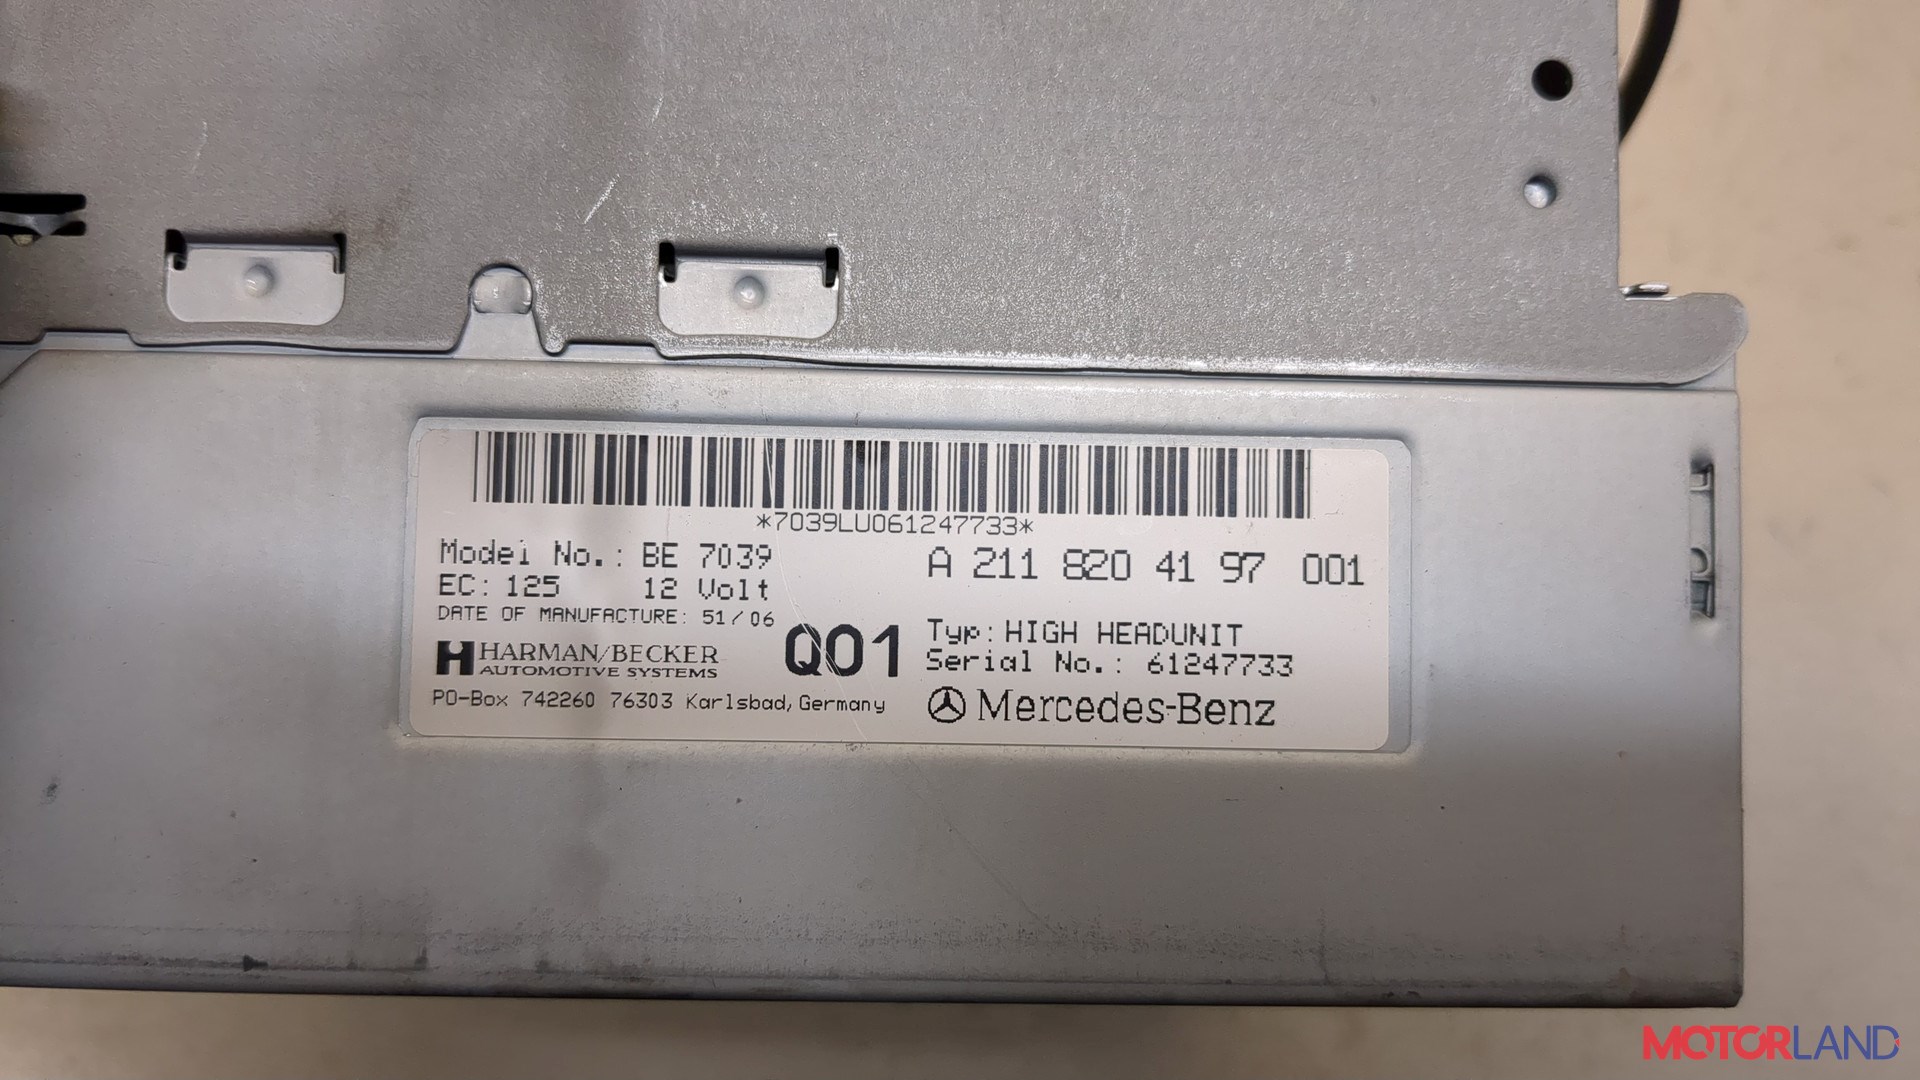 *7039LU061247733*
Model No.: BE 7039
A 211 820 41 97 001
EC: 125 12 Volt
DATE OF MANUFACTURE: 51/06
Q01
Typ: HIGH HEADUNIT
HARMAN/BECKER
AUTOMOTIVE SYSTEMS
Serial No.: 61247733
PO-Box 742260 76303 Karlsbad, Germany
Mercedes-Benz
MOTORLAND